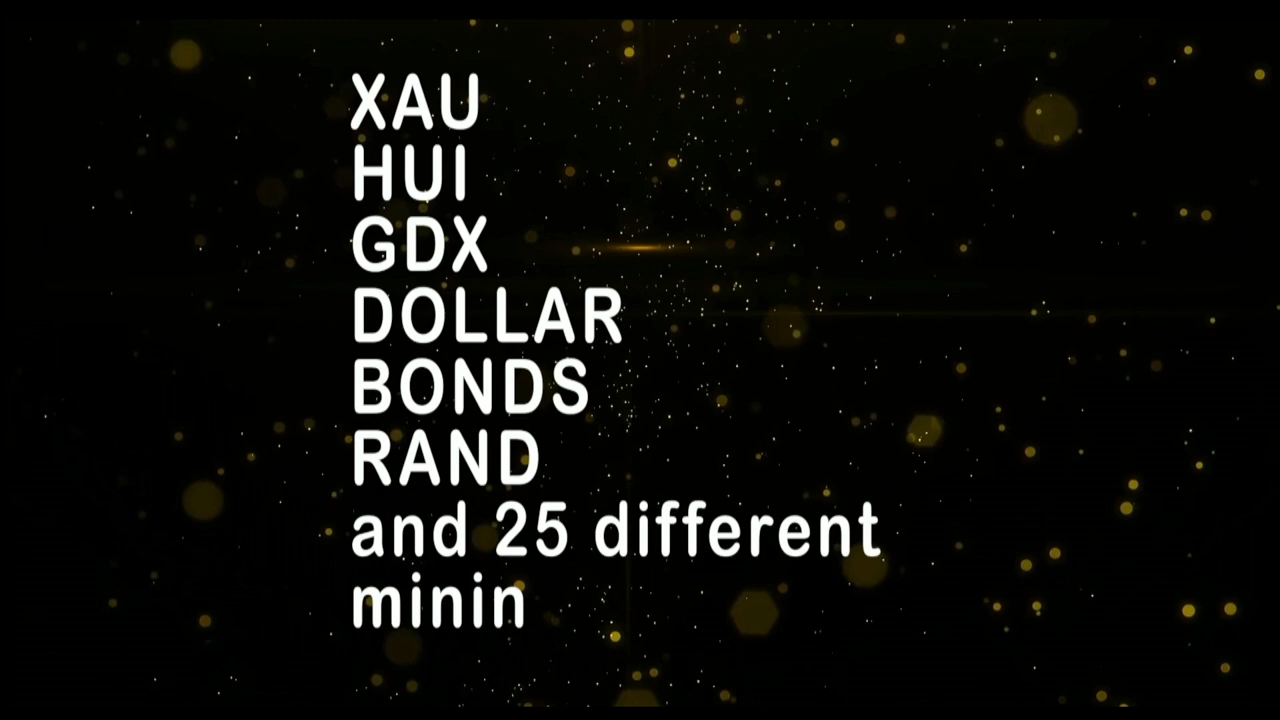 XAU
HUI
GDX
DOLLAR
BONDS
RAND
and 25 different
minin